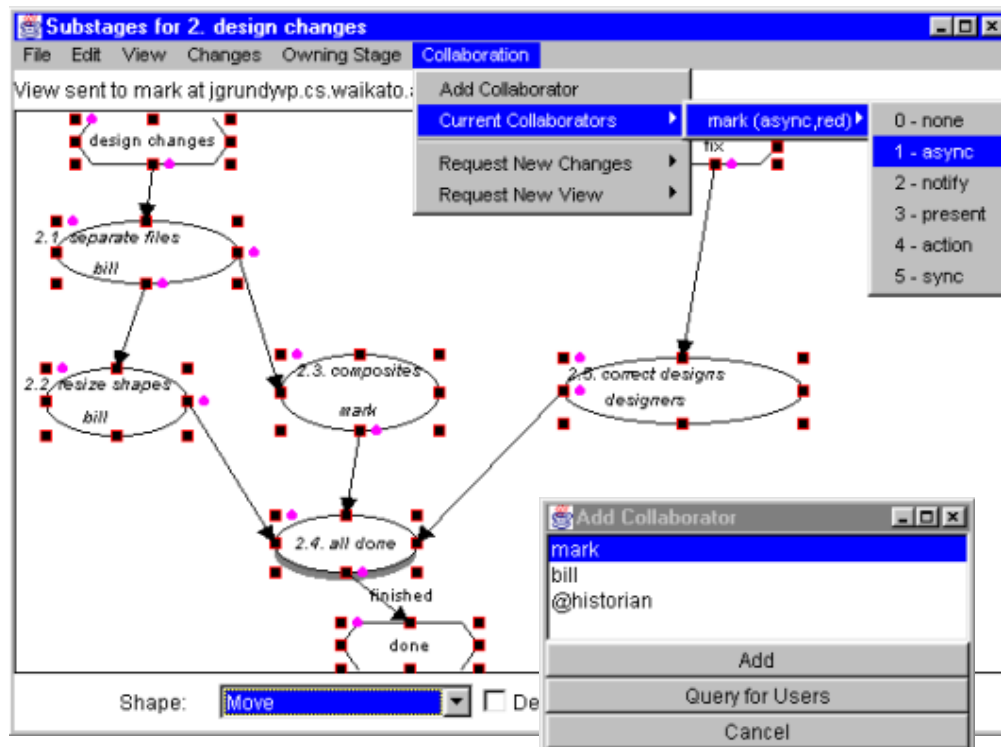 Substages for 2. design changes
File Edit View Changes Owning Stage Collaboration
View sent to mark at jgrundyvp.cs.waikato.
Add Collaborator
Current Collaborators
Request New Changes
Request New View
mark (async,red)
0 - none
1 - async
2 - notify
3 - present
4 - action
5 - sync
design changes
fix
2.1. separate files
bill
2.2. resize shapes
bill
2.3. composites
mark
2.5. correct designs
designers
2.4. all done
finished
done
Shape: Move De
Add Collaborator
mark
bill
@historian
Add
Query for Users
Cancel